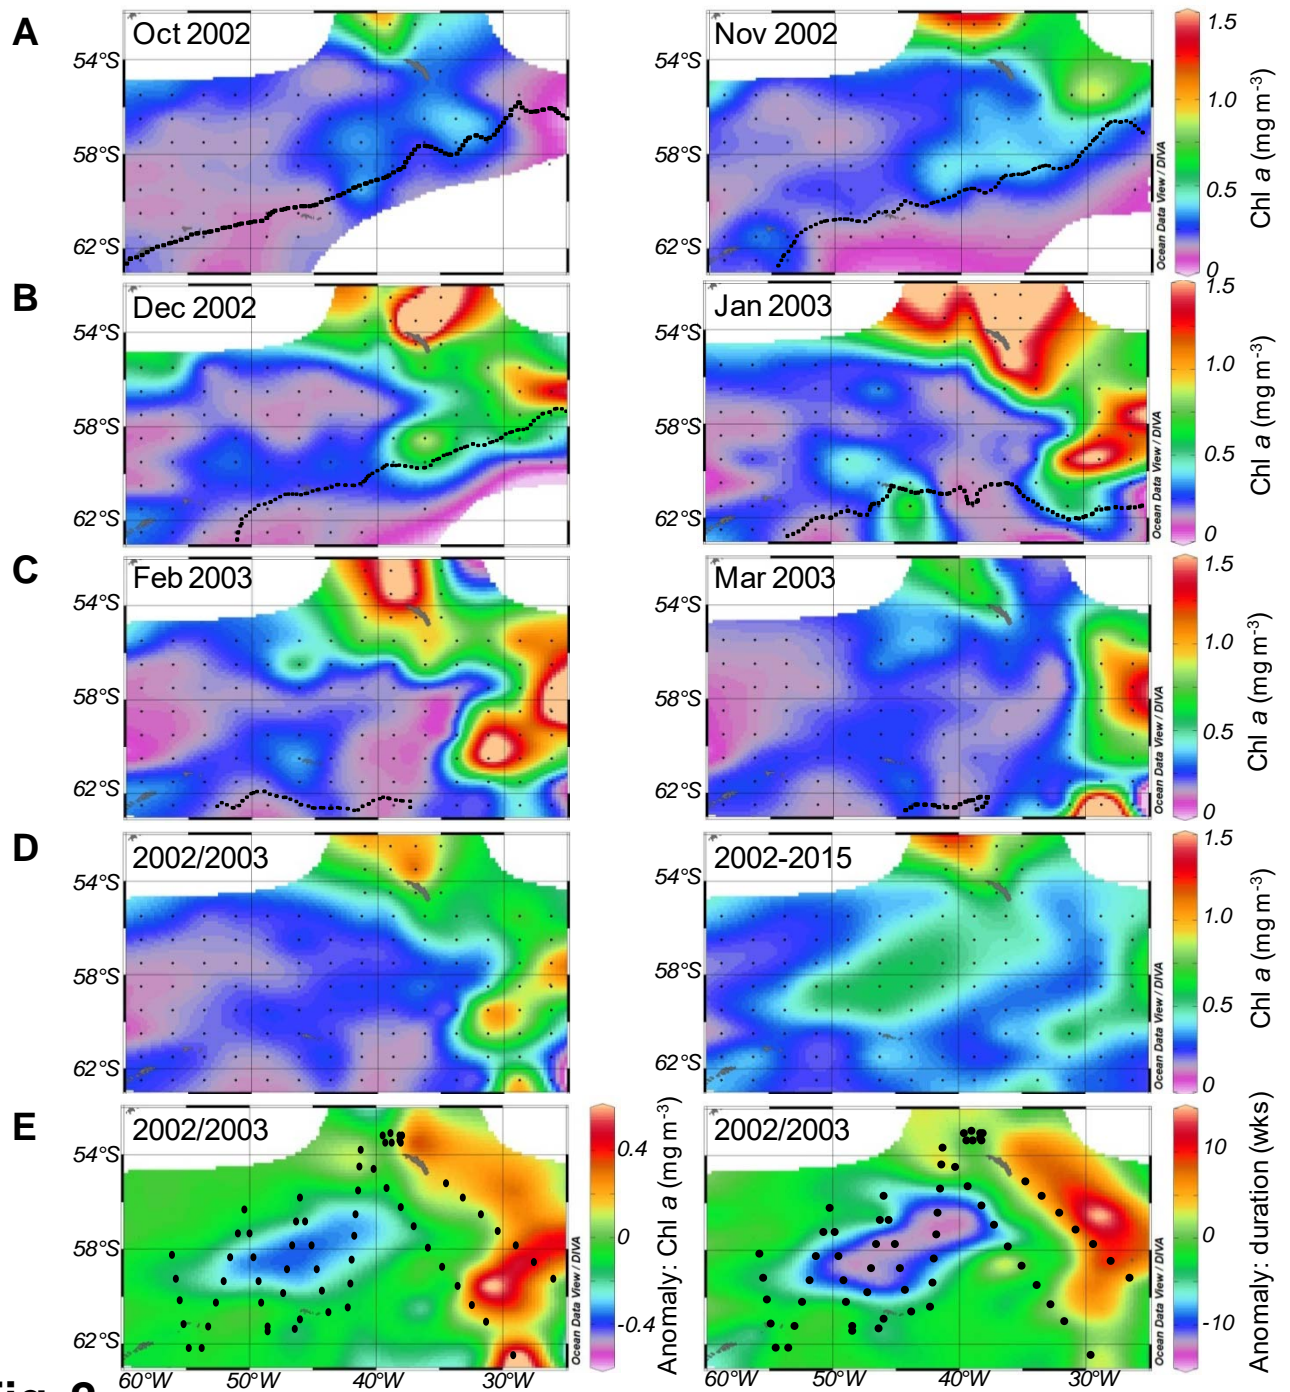 A
Oct 2002
Nov 2002
54°S
58°S
62°S
54°S
58°S
62°S
Ocean Data View / DIVA
1.5
1.0
0.5
0
Chl a (mg m⁻³)
B
Dec 2002
Jan 2003
54°S
58°S
62°S
54°S
58°S
62°S
Ocean Data View / DIVA
1.5
1.0
0.5
0
Chl a (mg m⁻³)
C
Feb 2003
Mar 2003
54°S
58°S
62°S
54°S
58°S
62°S
Ocean Data View / DIVA
1.5
1.0
0.5
0
Chl a (mg m⁻³)
D
2002/2003
2002-2015
54°S
58°S
62°S
54°S
58°S
62°S
Ocean Data View / DIVA
1.5
1.0
0.5
0
Chl a (mg m⁻³)
E
2002/2003
2002/2003
54°S
58°S
62°S
Ocean Data View / DIVA
0.4
0
-0.4
Anomaly: Chl a (mg m⁻³)
54°S
58°S
62°S
Ocean Data View / DIVA
10
0
-10
Anomaly: duration (wks)
60°W 50°W 40°W 30°W
60°W 50°W 40°W 30°W